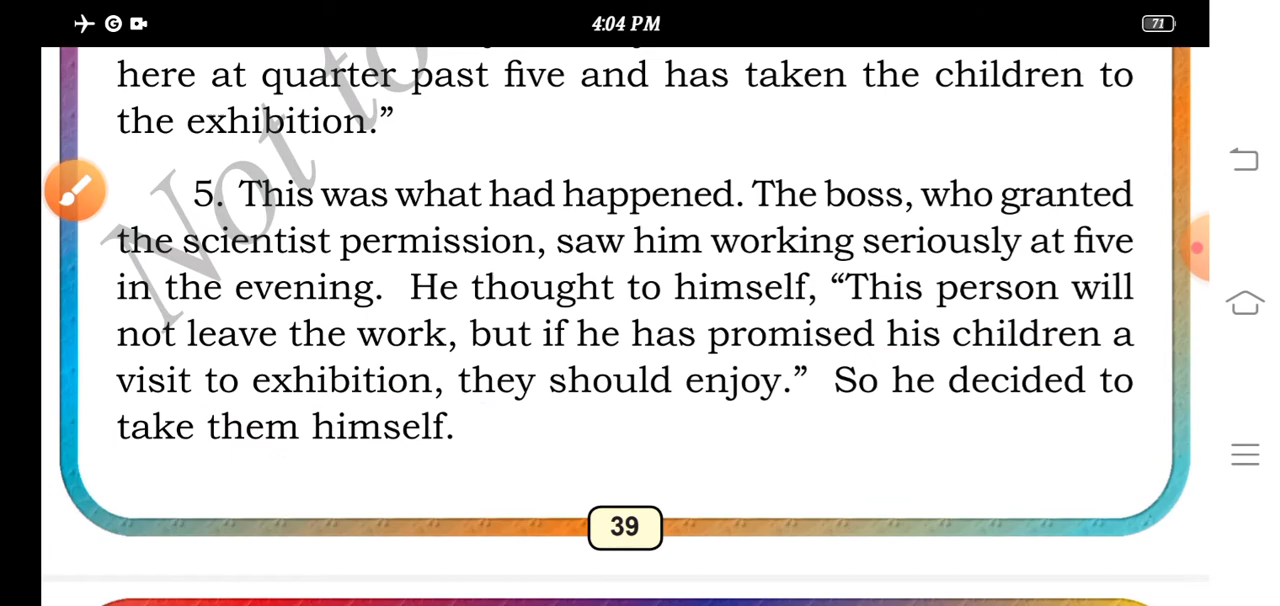 4:04 PM
71
here at quarter past five and has taken the children to
the exhibition.”
5. This was what had happened. The boss, who granted
the scientist permission, saw him working seriously at five
in the evening. He thought to himself, “This person will
not leave the work, but if he has promised his children a
visit to exhibition, they should enjoy.” So he decided to
take them himself.
Not to
39